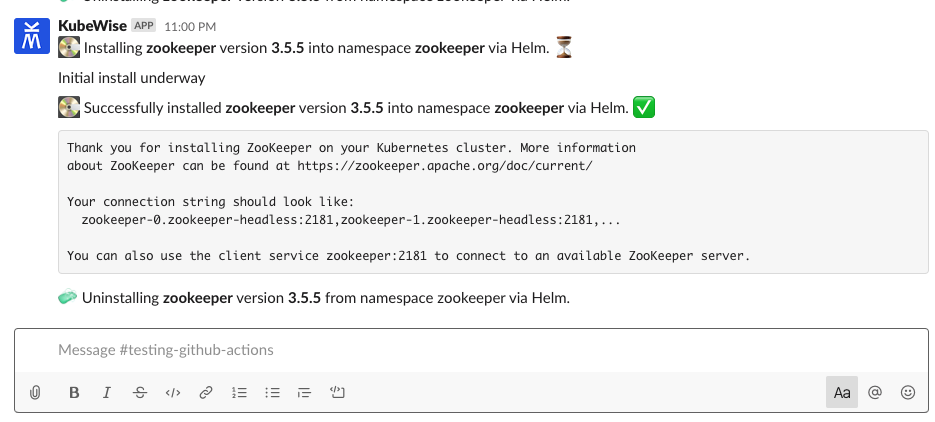 KubeWise APP 11:00 PM
Installing zookeeper version 3.5.5 into namespace zookeeper via Helm.
Initial install underway
Successfully installed zookeeper version 3.5.5 into namespace zookeeper via Helm.
Thank you for installing ZooKeeper on your Kubernetes cluster. More information
about ZooKeeper can be found at https://zookeeper.apache.org/doc/current/
Your connection string should look like:
zookeeper-0.zookeeper-headless:2181,zookeeper-1.zookeeper-headless:2181,...
You can also use the client service zookeeper:2181 to connect to an available ZooKeeper server.
Uninstalling zookeeper version 3.5.5 from namespace zookeeper via Helm.
Message #testing-github-actions
B I S </> Aa @